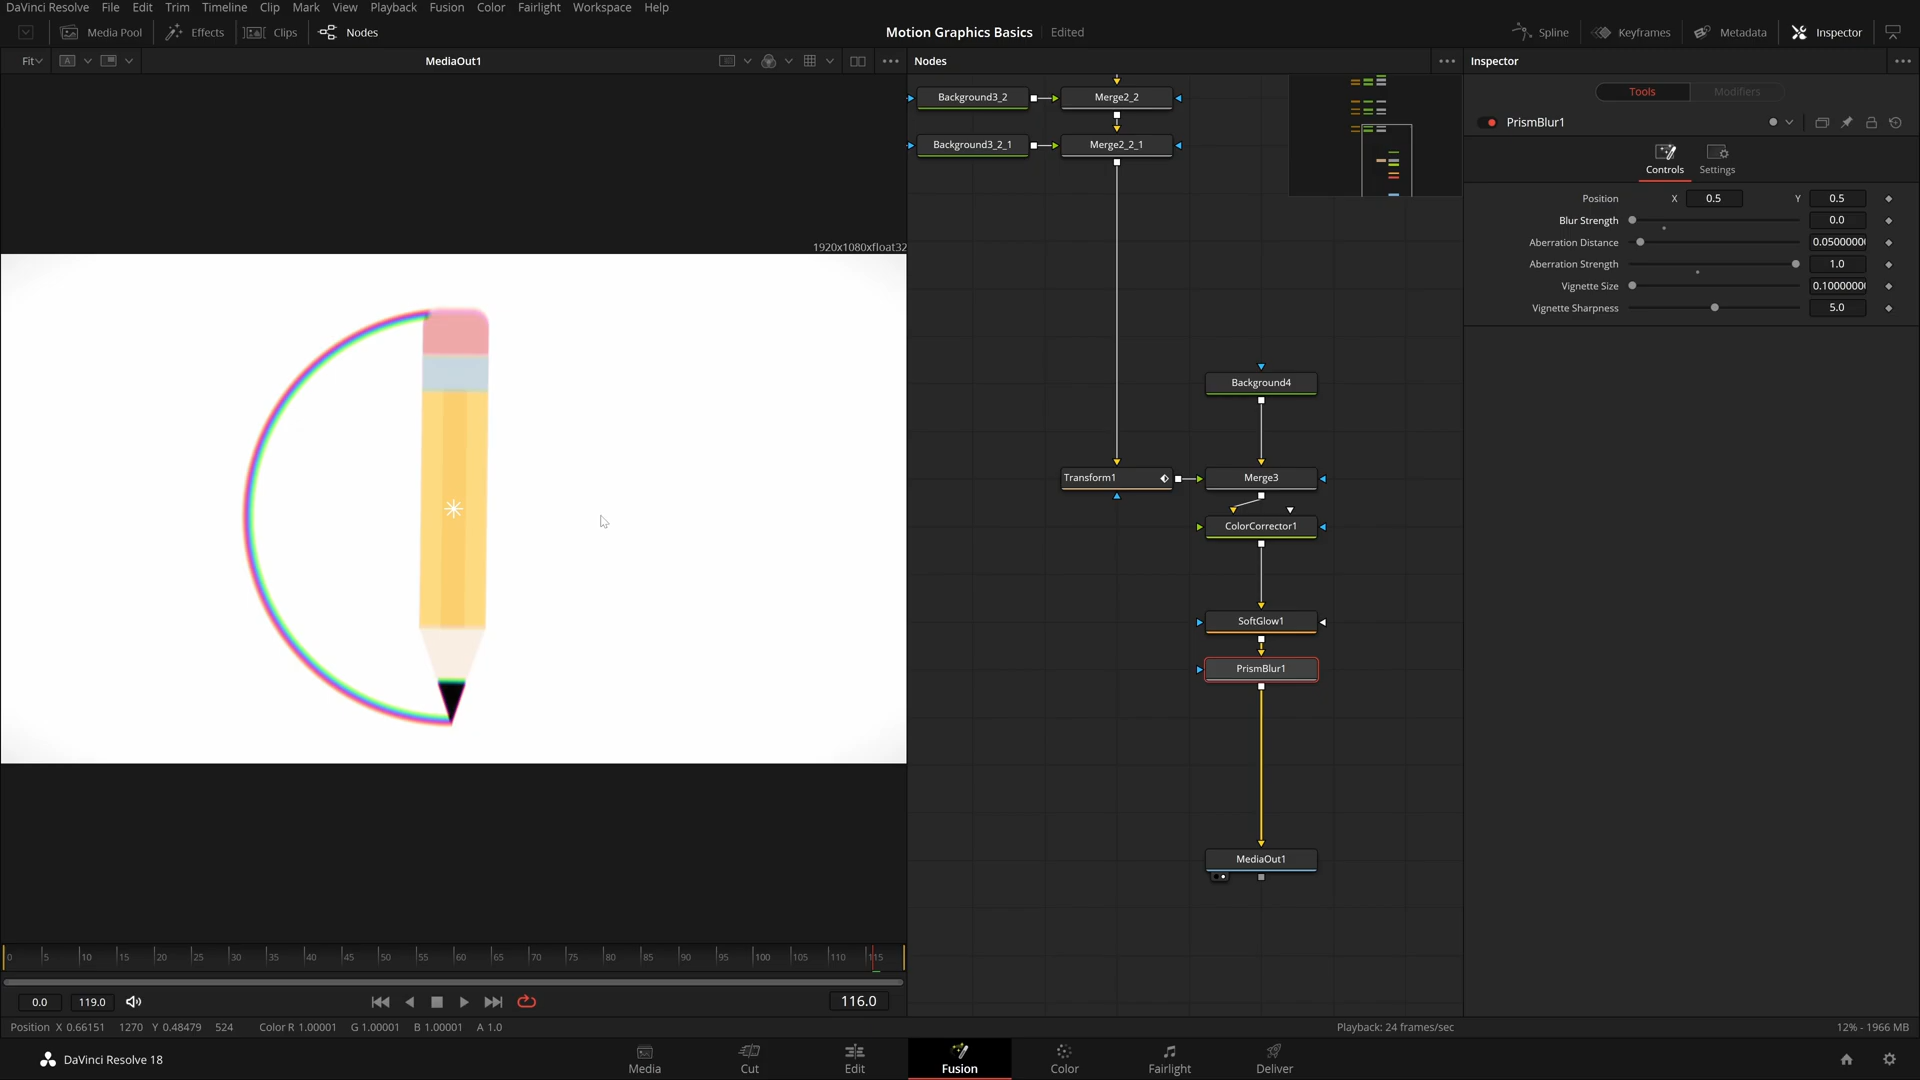 DaVinci Resolve File Edit Trim Timeline Clip Mark View Playback Fusion Color Fairlight Workspace Help
Media Pool Effects Clips Nodes Motion Graphics Basics Edited Spline Keyframes Metadata Inspector
Fit MediaOut1 Nodes Inspector
Tools Modifiers
Background3_2 Merge2_2
PrismBlur1
Background3_2_1 Merge2_2_1
Controls Settings
Position X 0.5 Y 0.5
Blur Strength 0.0
1920x1080xfloat32 Aberration Distance 0.0500000
Aberration Strength 1.0
Vignette Size 0.1000000
Vignette Sharpness 5.0
Background4
Transform1 Merge3
ColorCorrector1
SoftGlow1
PrismBlur1
MediaOut1
0 5 10 15 20 25 30 35 40 45 50 55 60 65 70 75 80 85 90 95 100 105 110 115
0.0 119.0 116.0
Position X 0.66151 1270 Y 0.48479 524 Color R 1.00001 G 1.00001 B 1.00001 A 1.0 Playback: 24 frames/sec 12% - 1966 MB
DaVinci Resolve 18 Media Cut Edit Fusion Color Fairlight Deliver